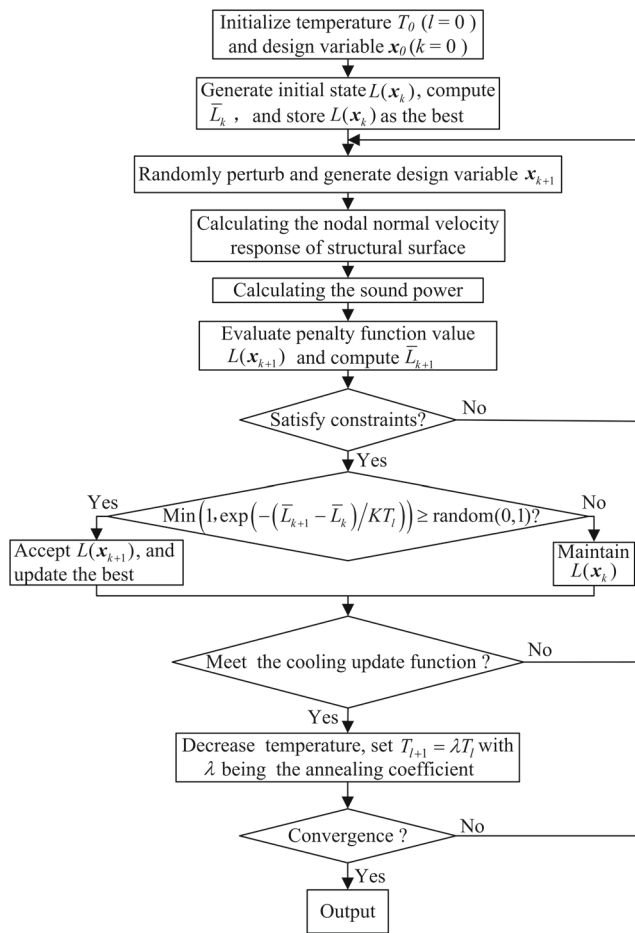 Initialize temperature T₀ (l = 0)
and design variable x₀ (k = 0)
Generate initial state L(xₖ), compute
L̅ₖ , and store L(xₖ) as the best
Randomly perturb and generate design variable xₖ₊₁
Calculating the nodal normal velocity
response of structural surface
Calculating the sound power
Evaluate penalty function value
L(xₖ₊₁) and compute L̅ₖ₊₁
Satisfy constraints?
No
Yes
Yes
Min(1, exp(-(L̅ₖ₊₁ - L̅ₖ)/KTₗ)) ≥ random(0,1)?
No
Accept L(xₖ₊₁), and
update the best
Maintain
L(xₖ)
Meet the cooling update function ?
No
Yes
Decrease temperature, set Tₗ₊₁ = λTₗ with
λ being the annealing coefficient
Convergence ?
No
Yes
Output